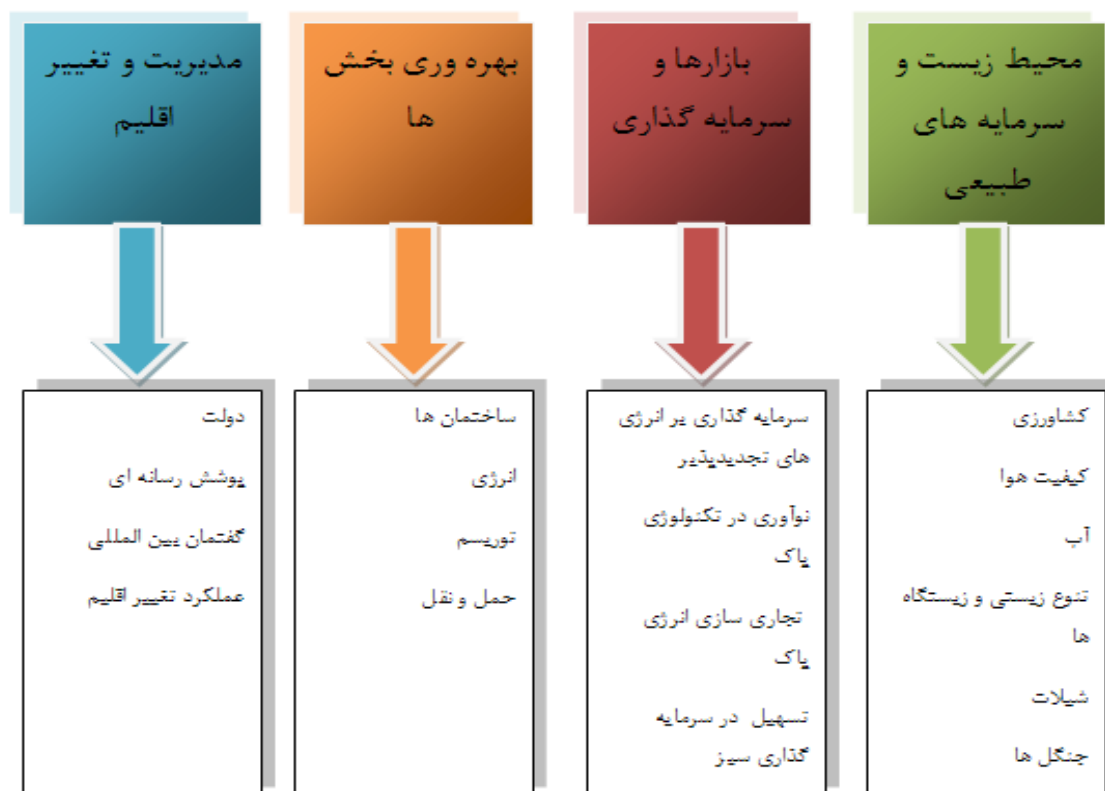 محیط زیست و
سرمایه های
طبیعی
کشاورزی
کیفیت هوا
آب
تنوع زیستی و زیستگاه
ها
شیلات
جنگل ها
بازارها و
سرمایه گذاری
سرمایه گذاری بر انرژی
های تجدیدپذیر
نوآوری در تکنولوژی
پاک
تجاری سازی انرژی
پاک
تسهیل در سرمایه
گذاری سبز
بهره وری بخش
ها
ساختمان ها
انرژی
توریسم
حمل و نقل
مدیریت و تغییر
اقلیم
دولت
پوشش رسانه ای
گفتمان بین المللی
عملکرد تغییر اقلیم